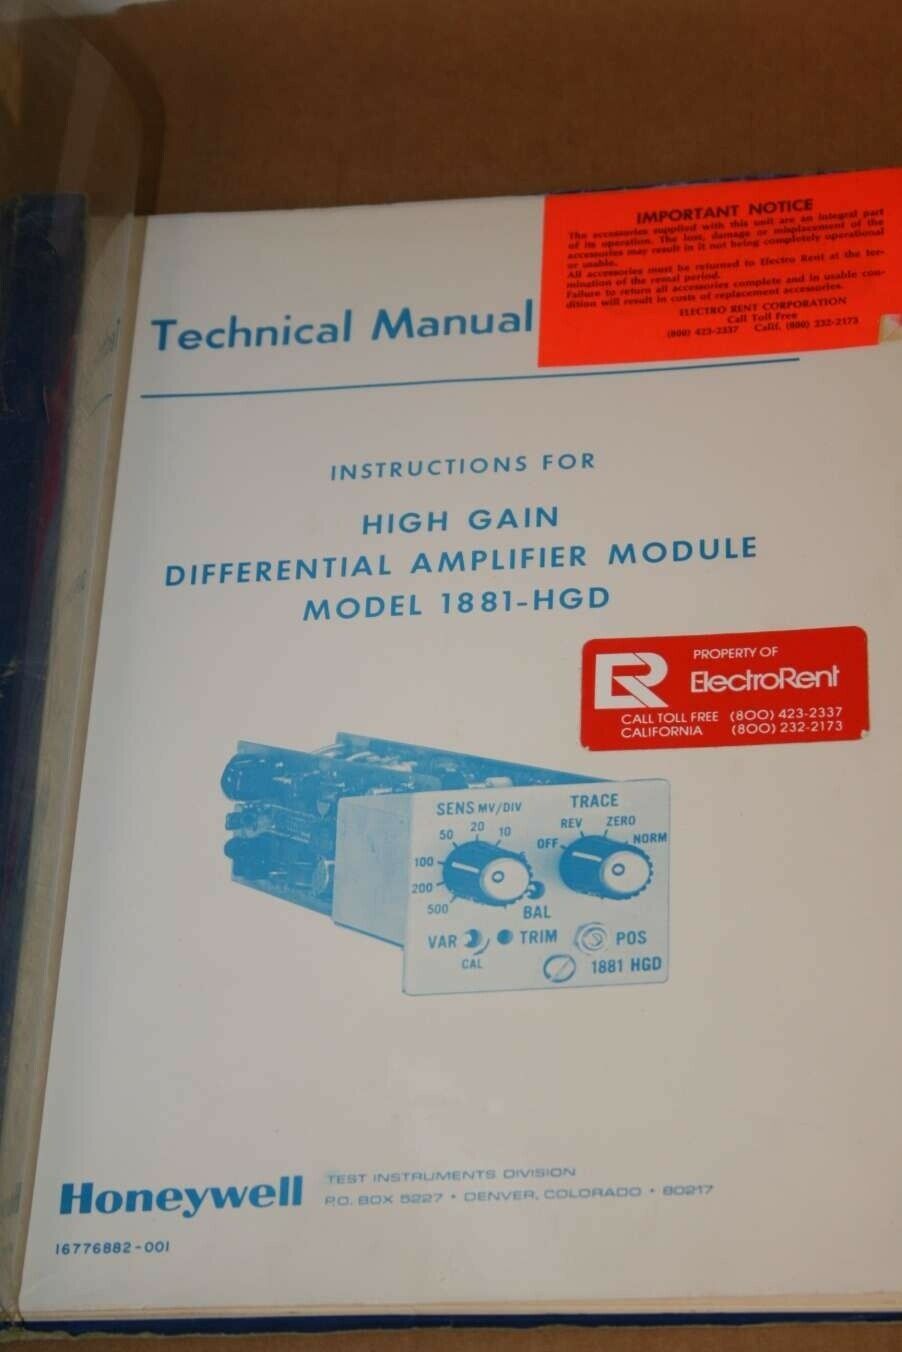 IMPORTANT NOTICE
The accessories supplied with this unit are an integral part
of its operation. The loss, damage or misplacement of the
accessories may result in it not being completely operational
or usable.
All accessories must be returned to Electro Rent at the ter-
mination of the rental period.
Failure to return all accessories complete and in usable con-
dition will result in costs of replacement accessories.
ELECTRO RENT CORPORATION
Call Toll Free
(800) 423-2337 Calif. (800) 232-2173
Technical Manual
INSTRUCTIONS FOR
HIGH GAIN
DIFFERENTIAL AMPLIFIER MODULE
MODEL 1881-HGD
ER
PROPERTY OF
ElectroRent
CALL TOLL FREE (800) 423-2337
CALIFORNIA (800) 232-2173
SENS MV/DIV
TRACE
50 20 10
100
200
500
OFF REV ZERO NORM
BAL
VAR TRIM POS
CAL
1881 HGD
Honeywell
TEST INSTRUMENTS DIVISION
P.O. BOX 5227 • DENVER, COLORADO • 80217
16776882-001